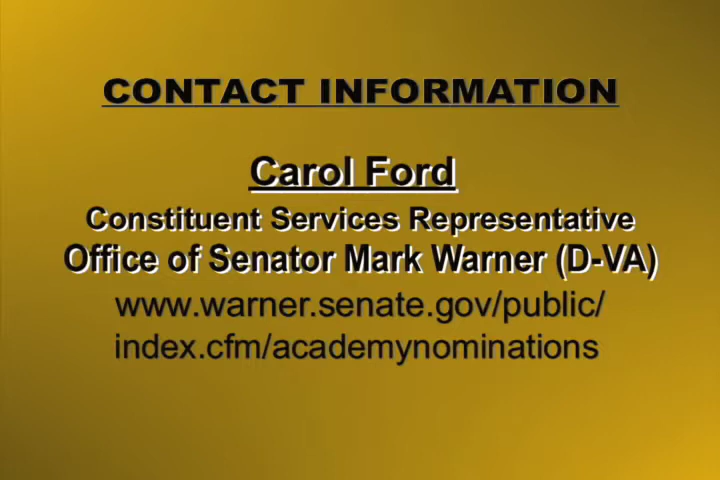 CONTACT INFORMATION
Carol Ford
Constituent Services Representative
Office of Senator Mark Warner (D-VA)
www.warner.senate.gov/public/
index.cfm/academynominations